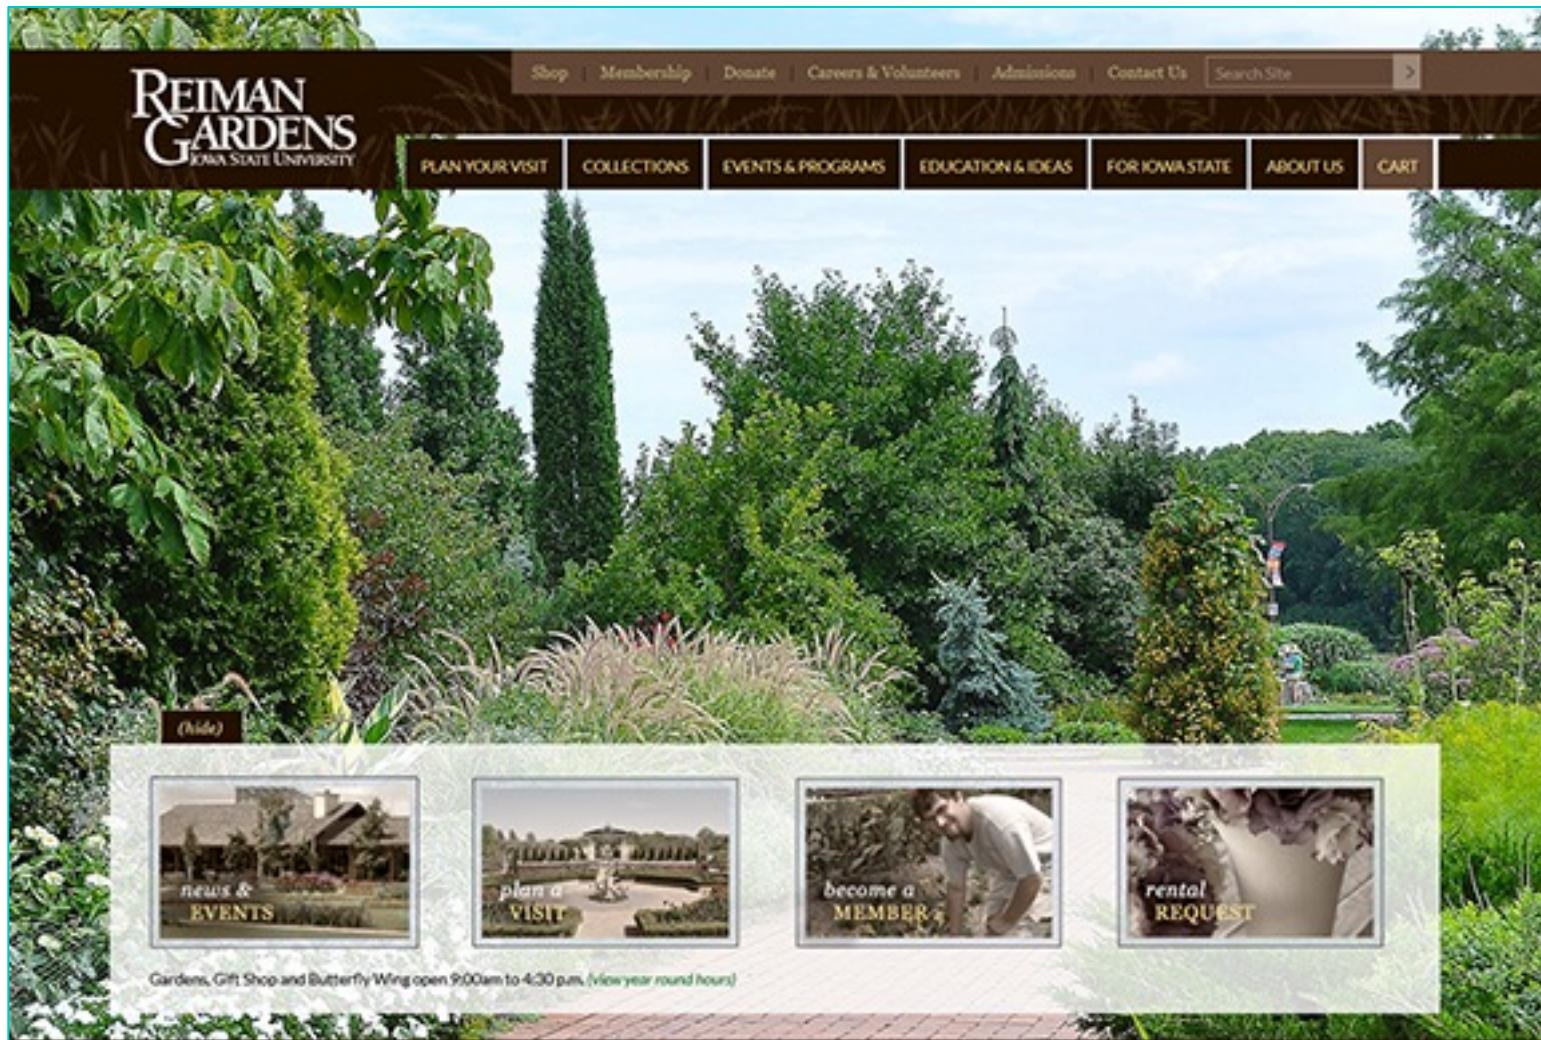 Shop | Membership | Donate | Careers & Volunteers | Admissions | Contact Us
Search Site >
REIMAN
GARDENS
IOWA STATE UNIVERSITY
PLAN YOUR VISIT COLLECTIONS EVENTS & PROGRAMS EDUCATION & IDEAS FOR IOWA STATE ABOUT US CART
(hide)
news &
EVENTS
plan a
VISIT
become a
MEMBER
rental
REQUEST
Gardens, Gift Shop and Butterfly Wing open 9:00am to 4:30 p.m. (view year round hours)